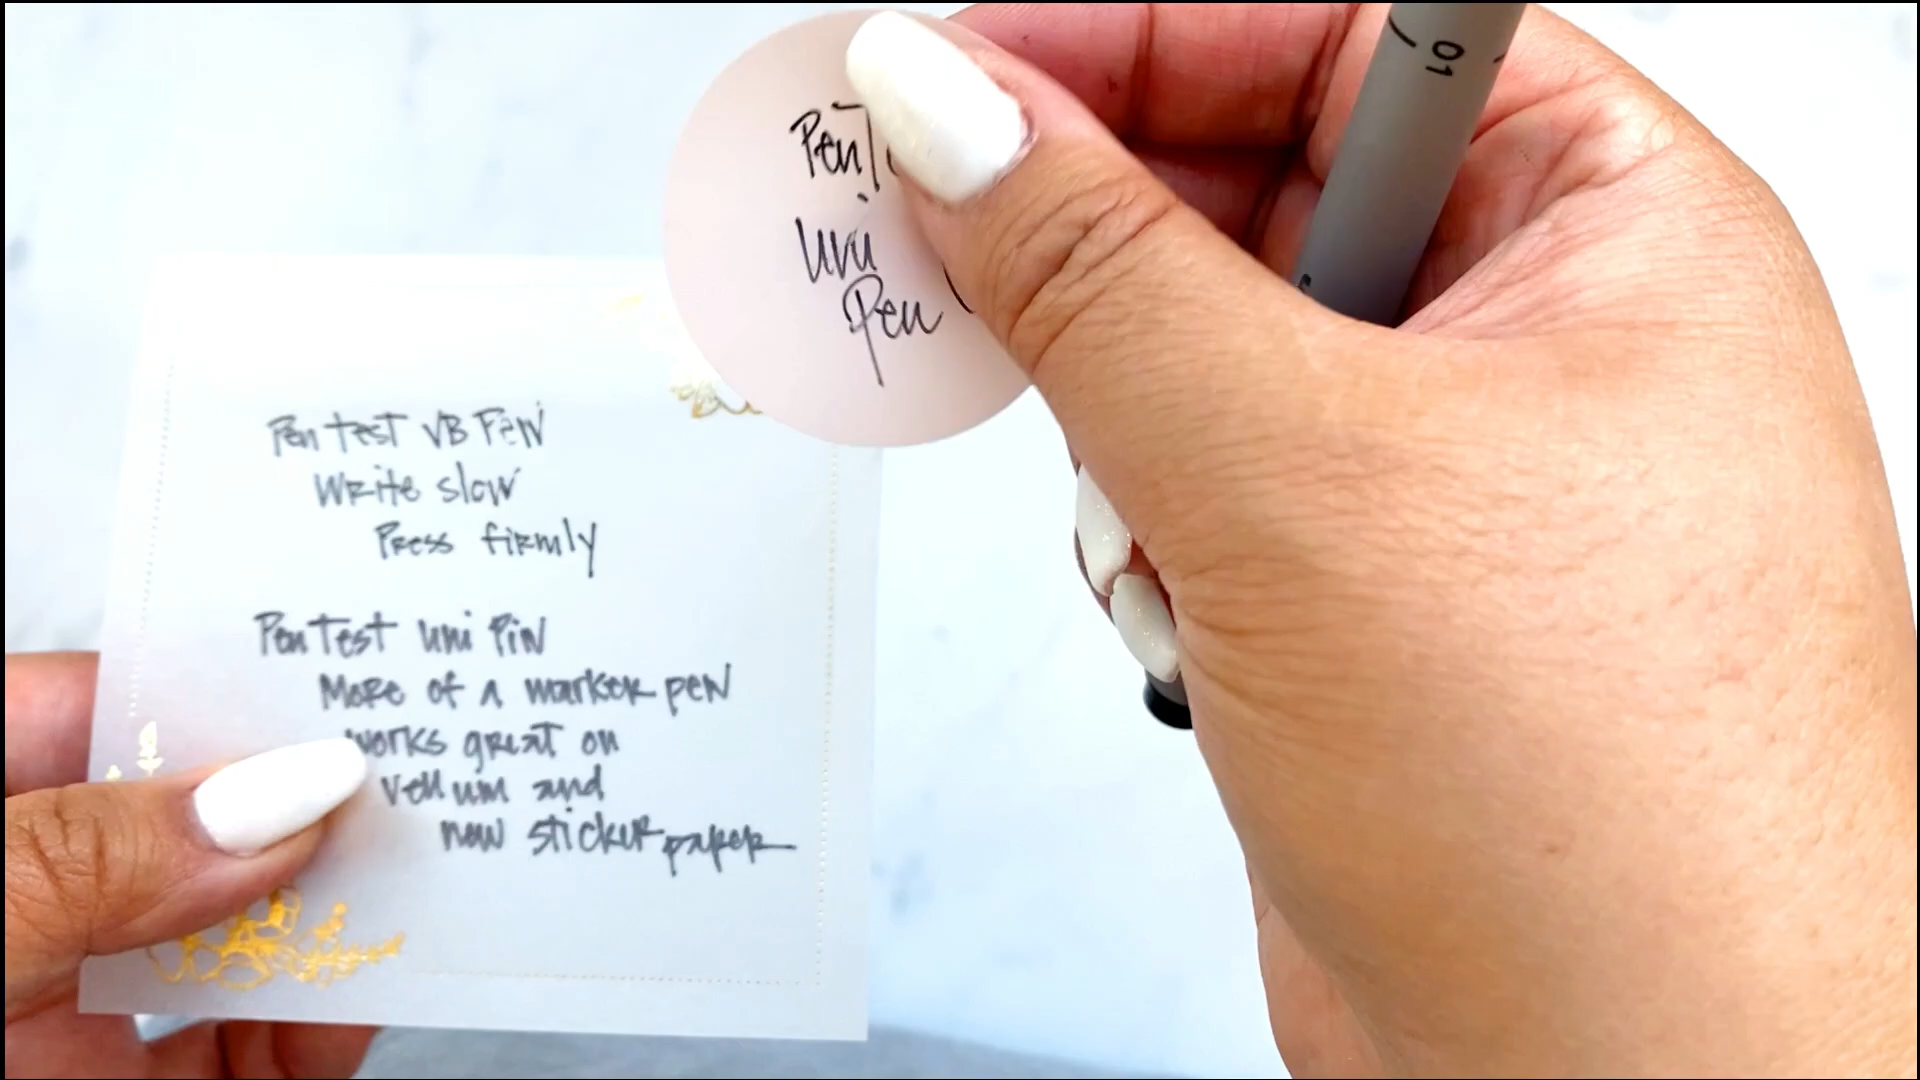 Uni
Pen
01
Pen Test VB Pen
Write slow
Press firmly
Pen Test Uni Pin
More of a marker pen
works great on
Vellum and
new sticker paper